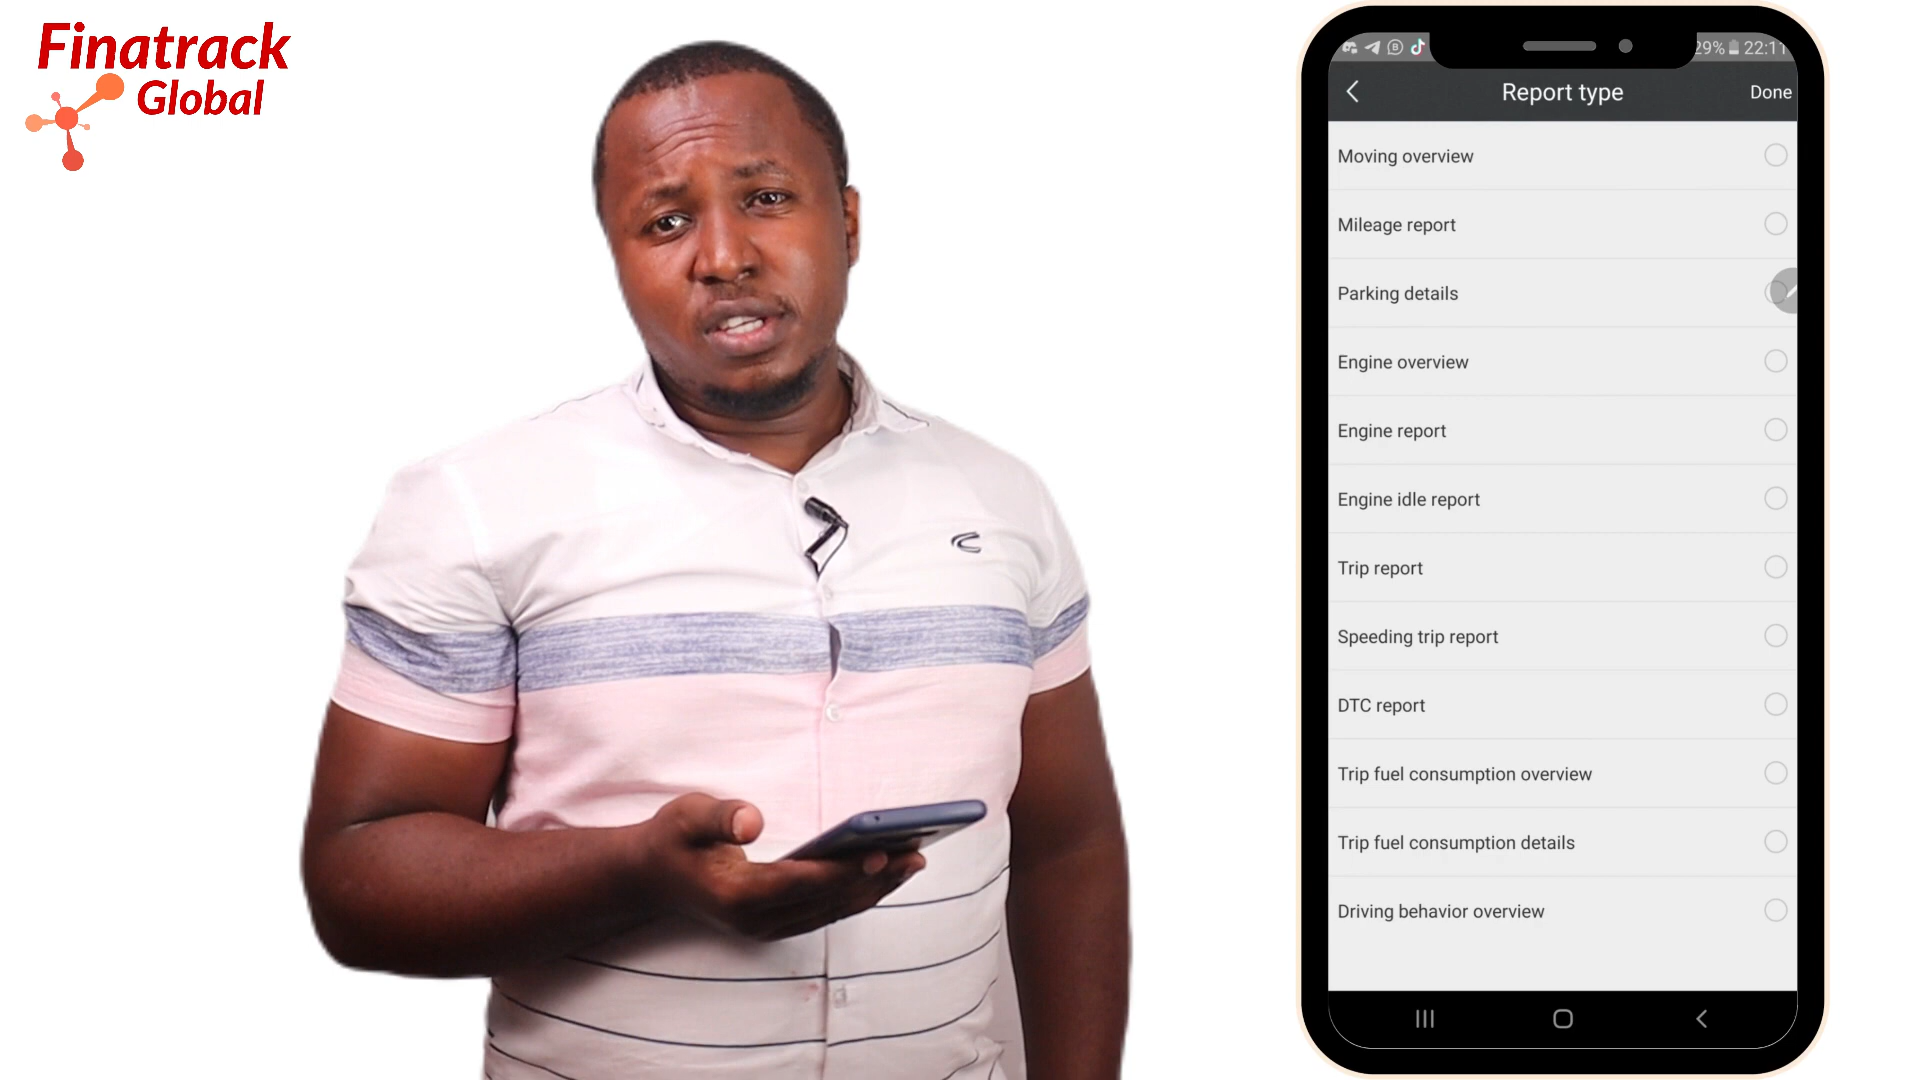 Finatrack
Global
29% 22:11
Report type
Done
Moving overview
Mileage report
Parking details
Engine overview
Engine report
Engine idle report
Trip report
Speeding trip report
DTC report
Trip fuel consumption overview
Trip fuel consumption details
Driving behavior overview